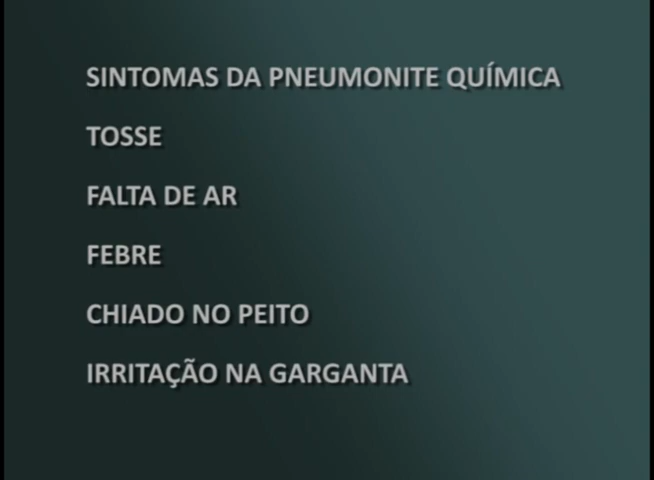 SINTOMAS DA PNEUMONITE QUÍMICA
TOSSE
FALTA DE AR
FEBRE
CHIADO NO PEITO
IRRITAÇÃO NA GARGANTA